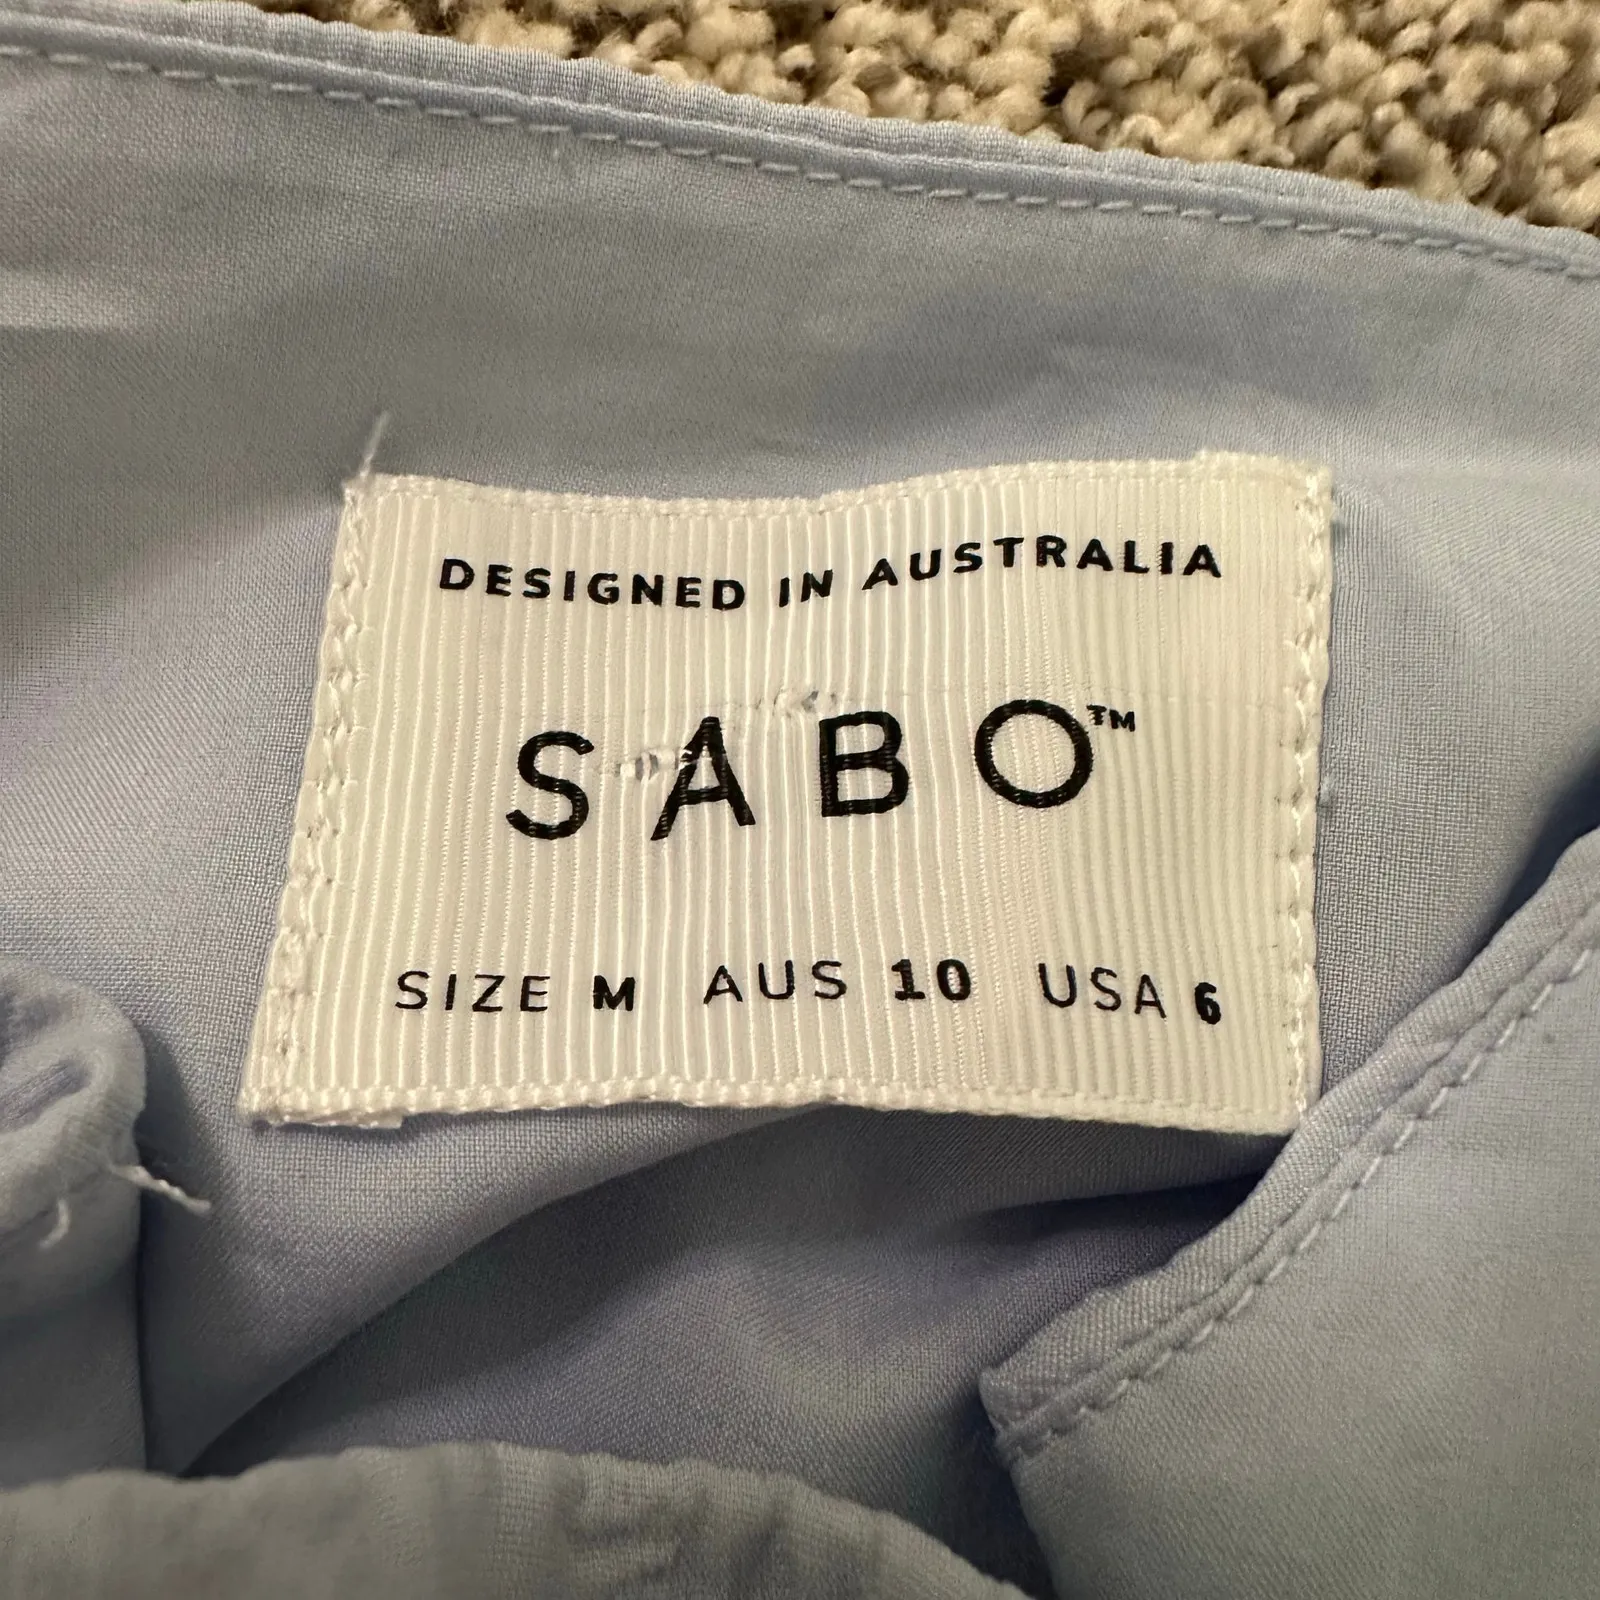 DESIGNED IN AUSTRALIA
SABO™
SIZE M AUS 10 USA 6